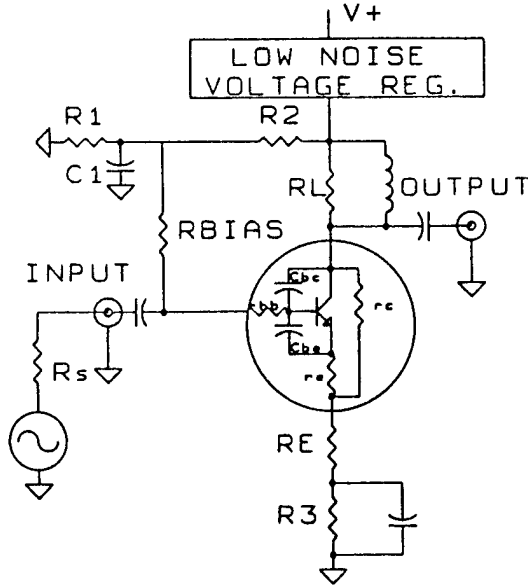 V+
LOW NOISE
VOLTAGE REG.
R1
R2
C1
RL
OUTPUT
RBIAS
INPUT
Cbc
rbb
rc
Cbe
re
Rs
RE
R3